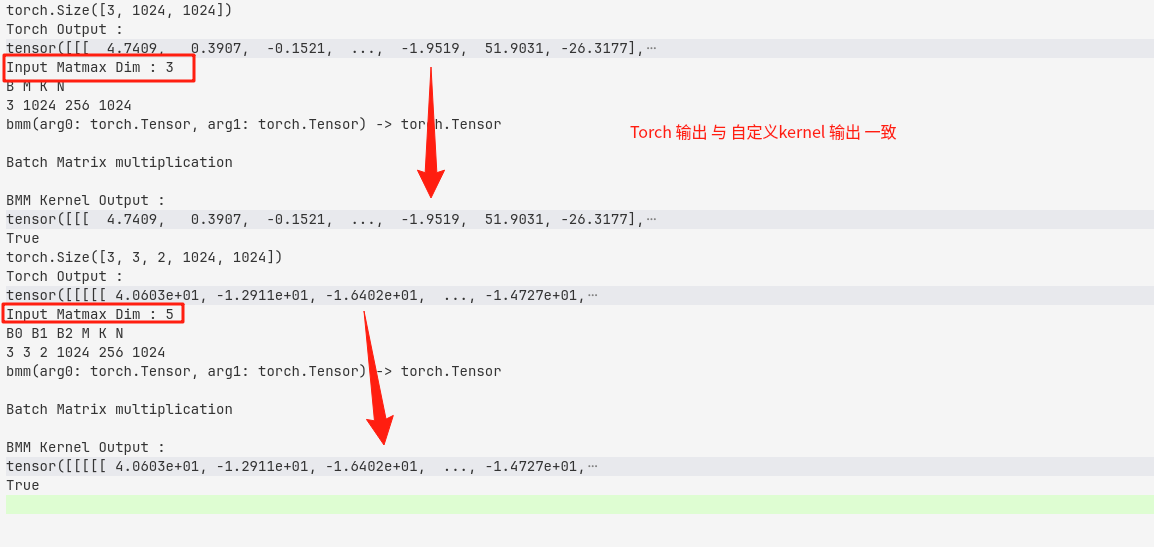 torch.Size([3, 1024, 1024])
Torch Output :
tensor([[[  4.7409,   0.3907,  -0.1521,  ...,  -1.9519,  51.9031, -26.3177],…
Input Matmax Dim : 3
B M K N
3 1024 256 1024
bmm(arg0: torch.Tensor, arg1: torch.Tensor) -> torch.Tensor
Torch 输出 与 自定义kernel 输出 一致
Batch Matrix multiplication
BMM Kernel Output :
tensor([[[  4.7409,   0.3907,  -0.1521,  ...,  -1.9519,  51.9031, -26.3177],…
True
torch.Size([3, 3, 2, 1024, 1024])
Torch Output :
tensor([[[[[ 4.0603e+01, -1.2911e+01, -1.6402e+01,  ..., -1.4727e+01,…
Input Matmax Dim : 5
B0 B1 B2 M K N
3 3 2 1024 256 1024
bmm(arg0: torch.Tensor, arg1: torch.Tensor) -> torch.Tensor
Batch Matrix multiplication
BMM Kernel Output :
tensor([[[[[ 4.0603e+01, -1.2911e+01, -1.6402e+01,  ..., -1.4727e+01,…
True